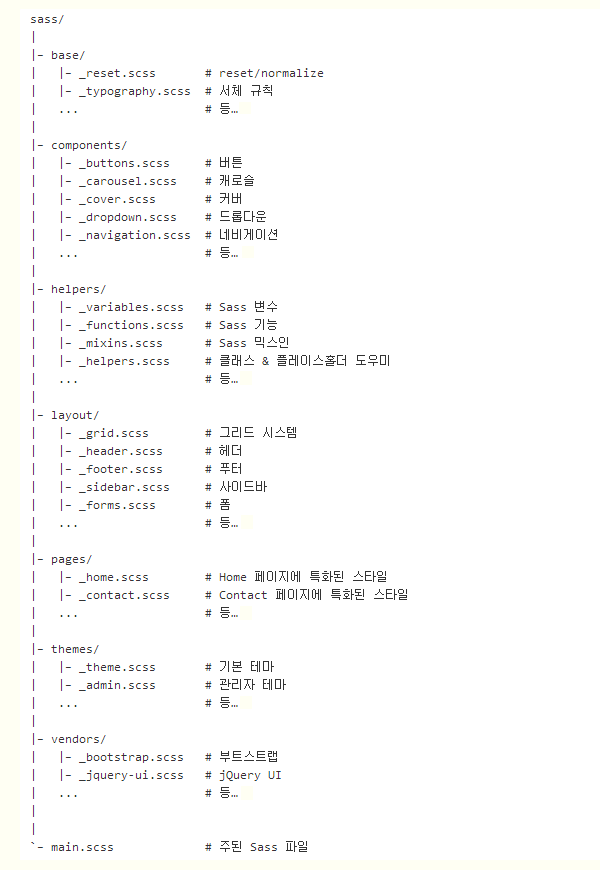 sass/
|
|- base/
|   |- _reset.scss       # reset/normalize
|   |- _typography.scss  # 서체 규칙
|   ...                  # 등…
|
|- components/
|   |- _buttons.scss     # 버튼
|   |- _carousel.scss    # 캐로슬
|   |- _cover.scss       # 커버
|   |- _dropdown.scss    # 드롭다운
|   |- _navigation.scss  # 네비게이션
|   ...                  # 등…
|
|- helpers/
|   |- _variables.scss   # Sass 변수
|   |- _functions.scss   # Sass 기능
|   |- _mixins.scss      # Sass 믹스인
|   |- _helpers.scss     # 클래스 & 플레이스홀더 도우미
|   ...                  # 등…
|
|- layout/
|   |- _grid.scss        # 그리드 시스템
|   |- _header.scss      # 헤더
|   |- _footer.scss      # 푸터
|   |- _sidebar.scss     # 사이드바
|   |- _forms.scss       # 폼
|   ...                  # 등…
|
|- pages/
|   |- _home.scss        # Home 페이지에 특화된 스타일
|   |- _contact.scss     # Contact 페이지에 특화된 스타일
|   ...                  # 등…
|
|- themes/
|   |- _theme.scss       # 기본 테마
|   |- _admin.scss       # 관리자 테마
|   ...                  # 등…
|
|- vendors/
|   |- _bootstrap.scss   # 부트스트랩
|   |- _jquery-ui.scss   # jQuery UI
|   ...                  # 등…
|
|
`- main.scss             # 주된 Sass 파일